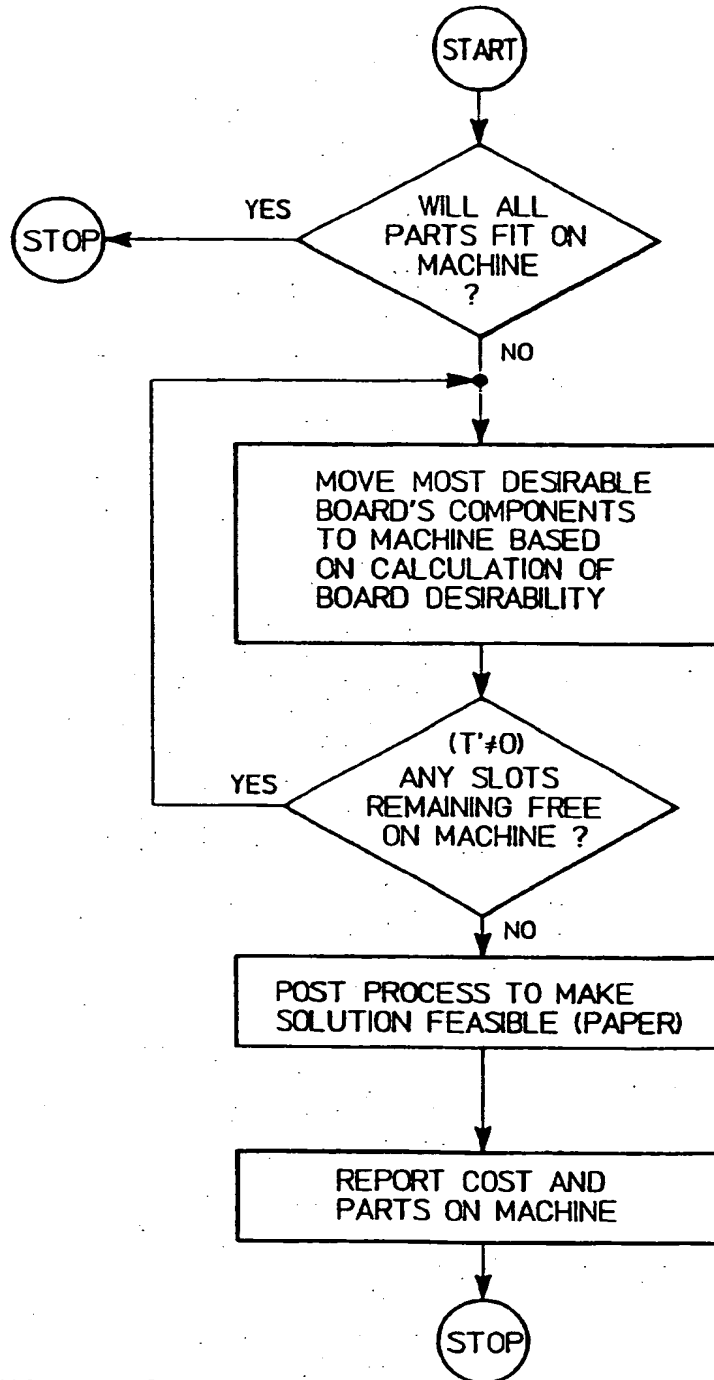 START
WILL ALL
PARTS FIT ON
MACHINE
?
YES
STOP
NO
MOVE MOST DESIRABLE
BOARD'S COMPONENTS
TO MACHINE BASED
ON CALCULATION OF
BOARD DESIRABILITY
(T'≠0)
ANY SLOTS
REMAINING FREE
ON MACHINE ?
YES
NO
POST PROCESS TO MAKE
SOLUTION FEASIBLE (PAPER)
REPORT COST AND
PARTS ON MACHINE
STOP